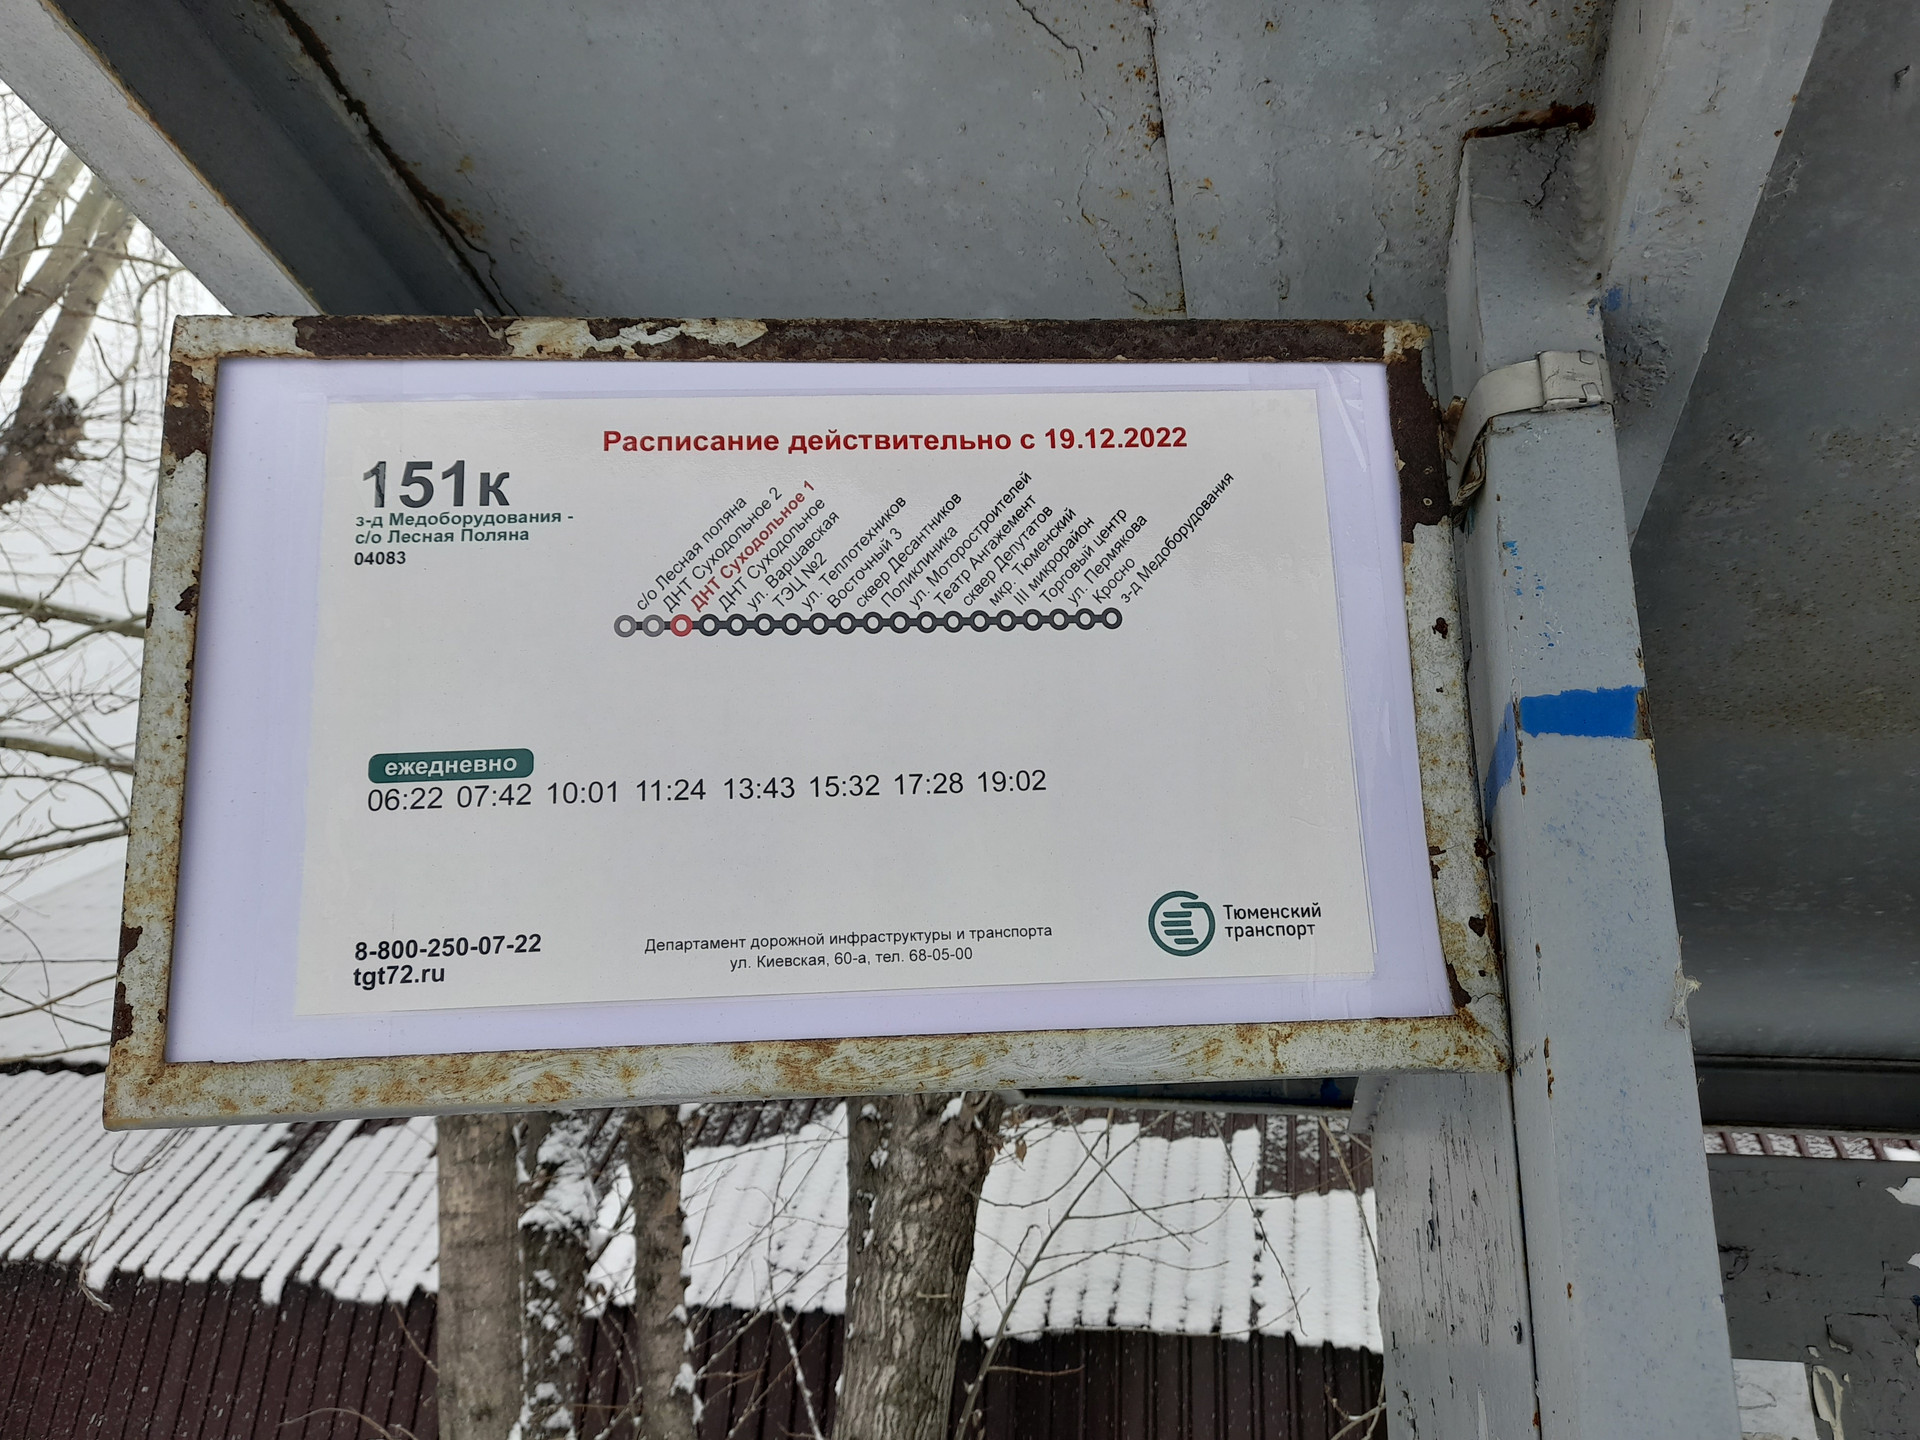 Расписание действительно с 19.12.2022
151к
з-д Медоборудования -
с/о Лесная Поляна
04083
с/о Лесная поляна
ДНТ Суходольное 2
ДНТ Суходольное 1
ДНТ Суходольное
ул. Варшавская
ТЭЦ №2
ул. Теплотехников
Восточный 3
сквер Десантников
Поликлиника
ул. Моторостроителей
Театр Ангажемент
сквер Депутатов
мкр. Тюменский
III микрорайон
Торговый центр
ул. Пермякова
Кросно
з-д Медоборудования
ежедневно
06:22 07:42 10:01 11:24 13:43 15:32 17:28 19:02
8-800-250-07-22
tgt72.ru
Департамент дорожной инфраструктуры и транспорта
ул. Киевская, 60-а, тел. 68-05-00
Тюменский
транспорт